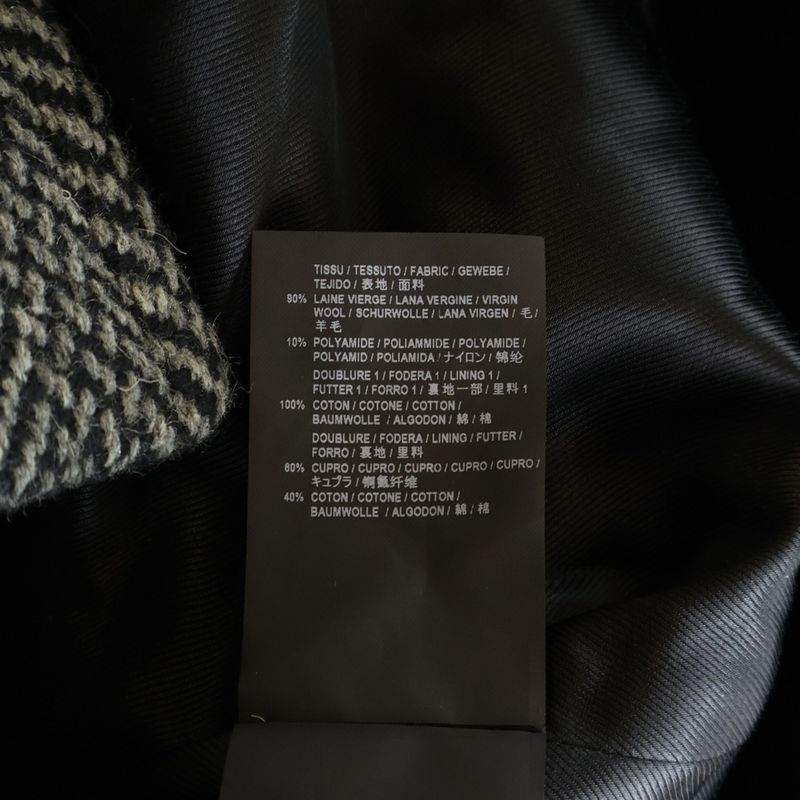 TISSU / TESSUTO / FABRIC / GEWEBE /
TEJIDO / 表地 / 面料
90% LAINE VIERGE / LANA VERGINE / VIRGIN
WOOL / SCHURWOLLE / LANA VIRGEN / 毛 /
羊毛
10% POLYAMIDE / POLIAMMIDE / POLYAMIDE /
POLYAMID / POLIAMIDA / ナイロン / 锦纶
DOUBLURE 1 / FODERA 1 / LINING 1 /
FUTTER 1 / FORRO 1 / 裏地一部 / 里料 1
100% COTON / COTONE / COTTON /
BAUMWOLLE / ALGODON / 綿 / 棉
DOUBLURE / FODERA / LINING / FUTTER /
FORRO / 裏地 / 里料
60% CUPRO / CUPRO / CUPRO / CUPRO / CUPRO /
キュプラ / 铜氨纤维
40% COTON / COTONE / COTTON /
BAUMWOLLE / ALGODON / 綿 / 棉